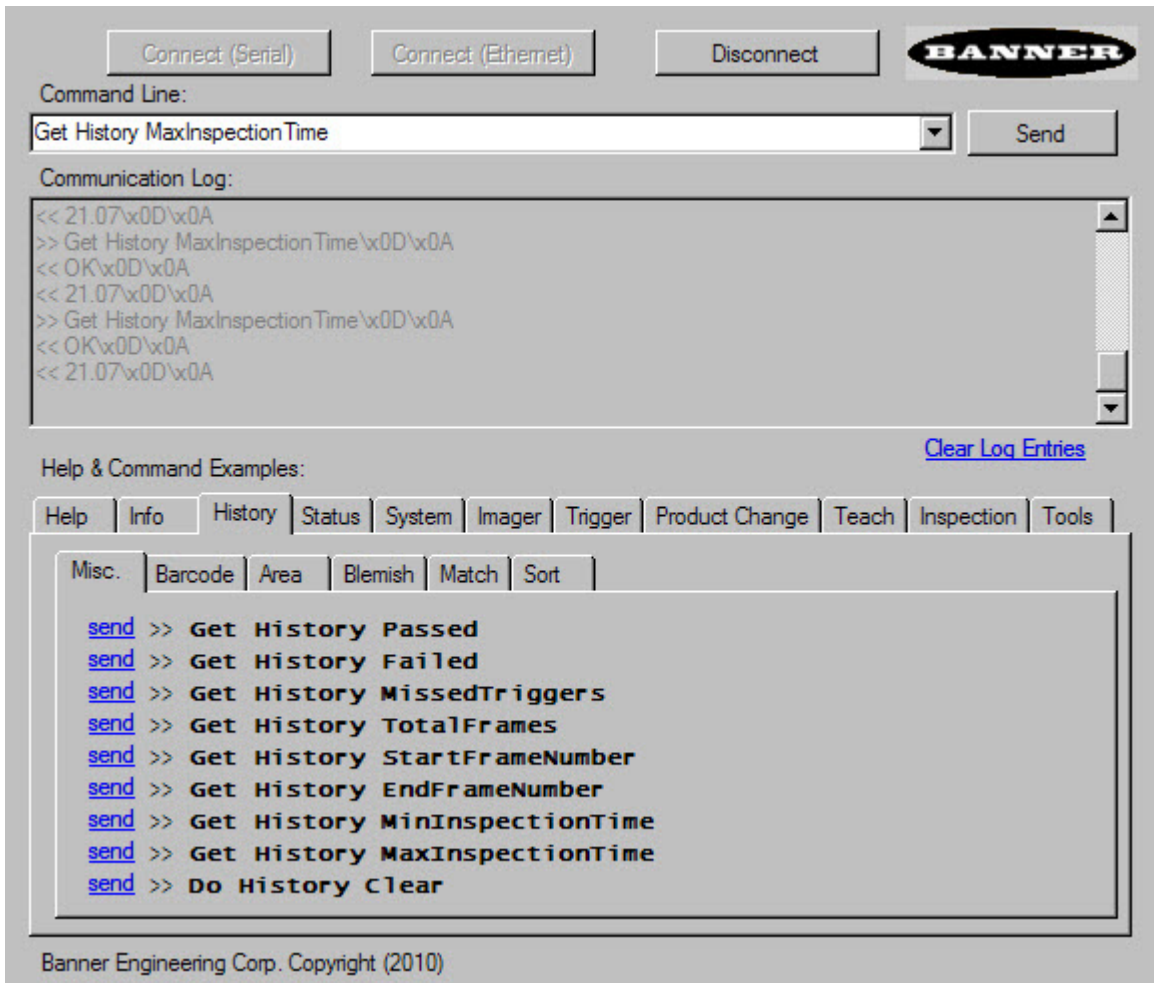 Connect (Serial) Connect (Ethernet) Disconnect BANNER
Command Line:
Get History MaxInspectionTime Send
Communication Log:
<< 21.07\x0D\x0A
>> Get History MaxInspectionTime\x0D\x0A
<< OK\x0D\x0A
<< 21.07\x0D\x0A
>> Get History MaxInspectionTime\x0D\x0A
<< OK\x0D\x0A
<< 21.07\x0D\x0A
Clear Log Entries
Help & Command Examples:
Help Info History Status System Imager Trigger Product Change Teach Inspection Tools
Misc. Barcode Area Blemish Match Sort
send >> Get History Passed
send >> Get History Failed
send >> Get History MissedTriggers
send >> Get History TotalFrames
send >> Get History StartFrameNumber
send >> Get History EndFrameNumber
send >> Get History MinInspectionTime
send >> Get History MaxInspectionTime
send >> Do History Clear
Banner Engineering Corp. Copyright (2010)